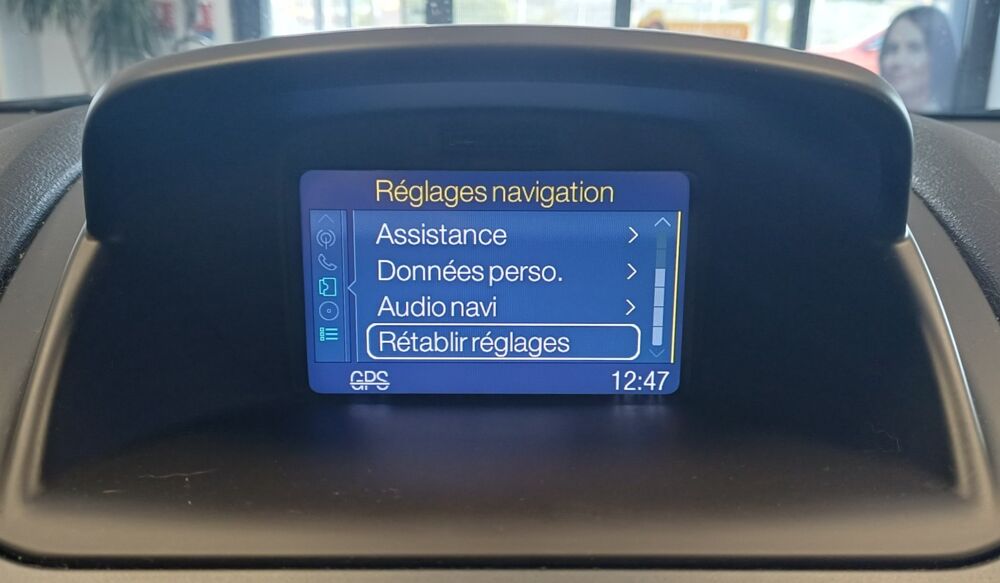 Réglages navigation
Assistance
Données perso.
Audio navi
Rétablir réglages
GPS
12:47